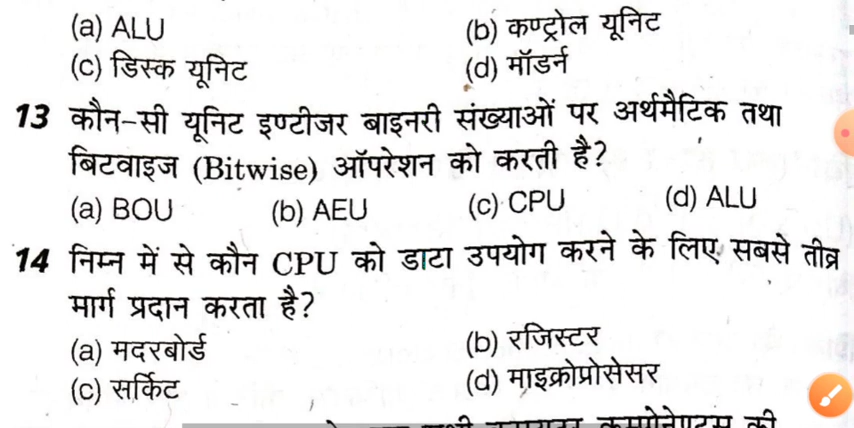 (a) ALU (b) कण्ट्रोल यूनिट
(c) डिस्क यूनिट (d) मॉडर्न
13 कौन-सी यूनिट इण्टीजर बाइनरी संख्याओं पर अर्थमैटिक तथा
बिटवाइज (Bitwise) ऑपरेशन को करती है?
(a) BOU (b) AEU (c) CPU (d) ALU
14 निम्न में से कौन CPU को डाटा उपयोग करने के लिए सबसे तीव्र
मार्ग प्रदान करता है?
(a) मदरबोर्ड (b) रजिस्टर
(c) सर्किट (d) माइक्रोप्रोसेसर